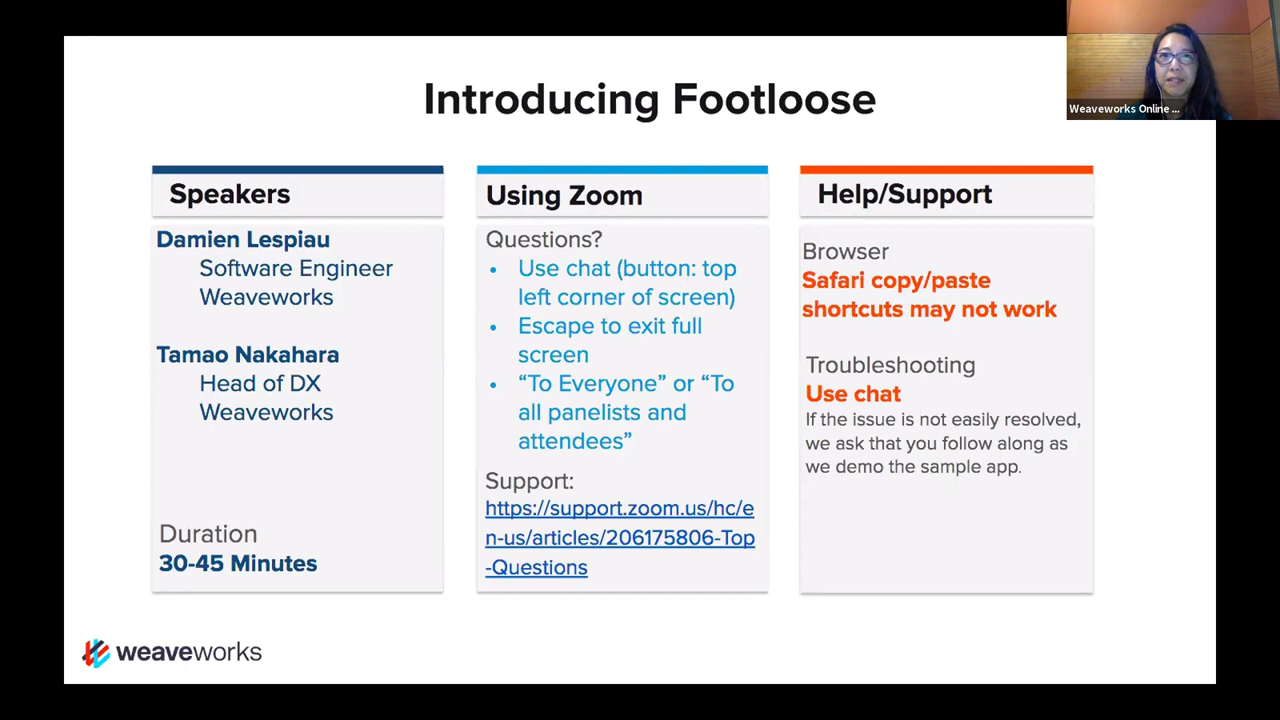 Introducing Footloose
Weaveworks Online ...
Speakers
Damien Lespiau
Software Engineer
Weaveworks
Tamao Nakahara
Head of DX
Weaveworks
Duration
30-45 Minutes
Using Zoom
Questions?
• Use chat (button: top
left corner of screen)
• Escape to exit full
screen
• “To Everyone” or “To
all panelists and
attendees”
Support:
https://support.zoom.us/hc/e
n-us/articles/206175806-Top
-Questions
Help/Support
Browser
Safari copy/paste
shortcuts may not work
Troubleshooting
Use chat
If the issue is not easily resolved,
we ask that you follow along as
we demo the sample app.
weaveworks